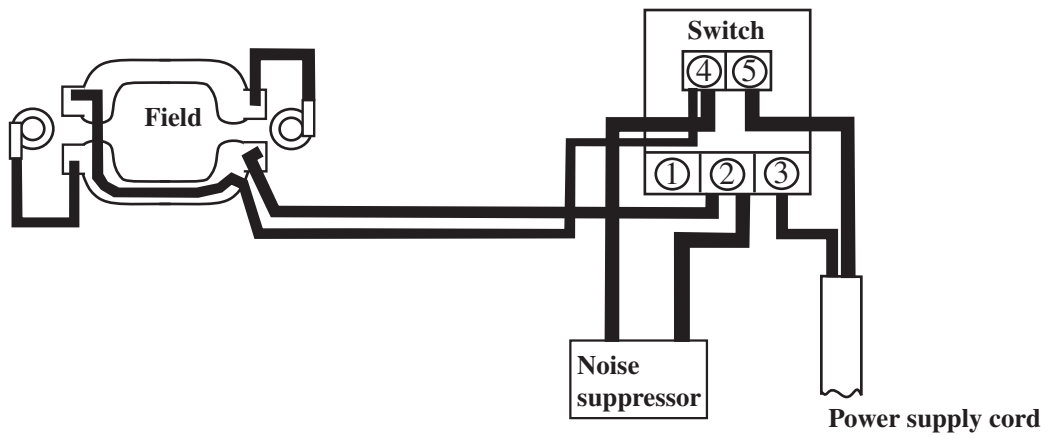 Switch
④ ⑤
Field
① ② ③
Noise
suppressor
Power supply cord